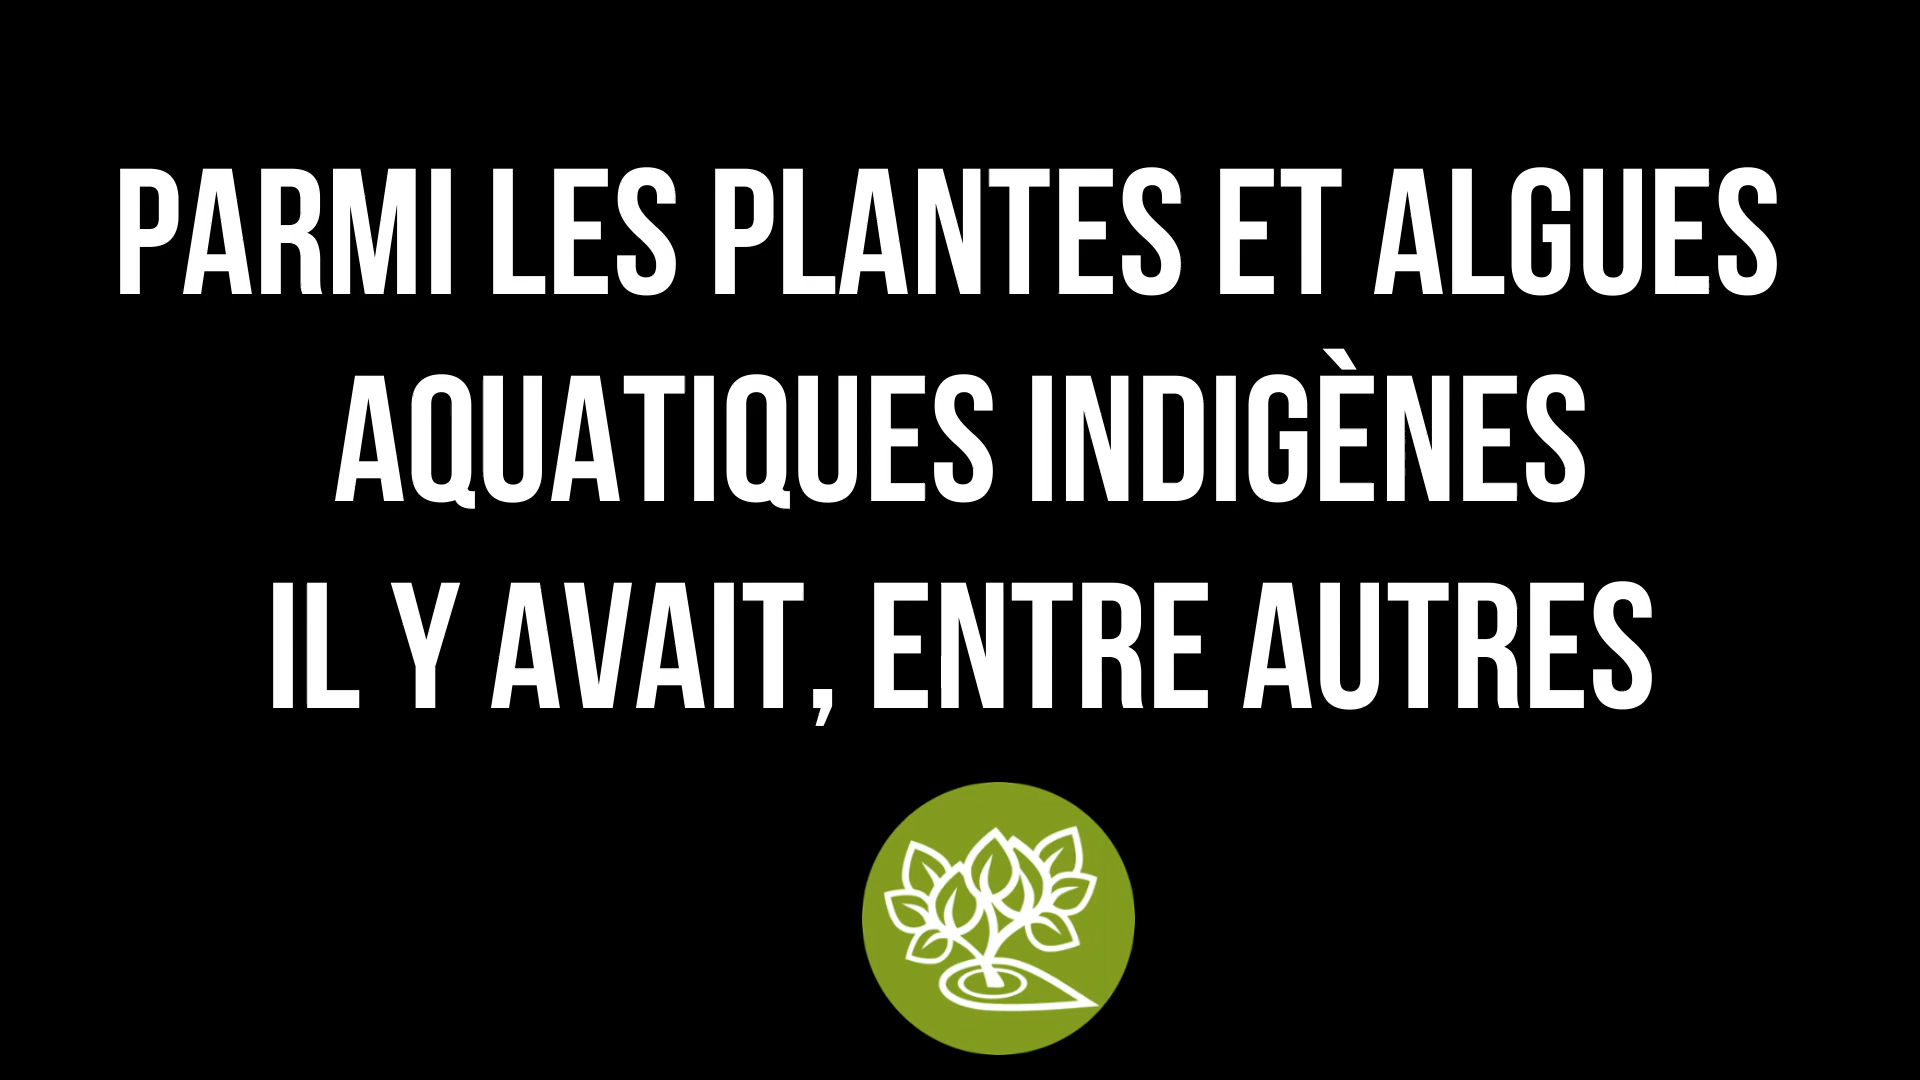 PARMI LES PLANTES ET ALGUES
AQUATIQUES INDIGÈNES
IL Y AVAIT, ENTRE AUTRES